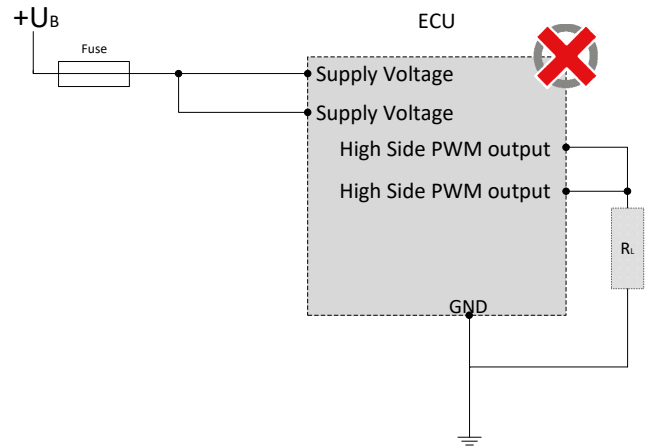 +UB
ECU
Fuse
Supply Voltage
Supply Voltage
High Side PWM output
High Side PWM output
RL
GND